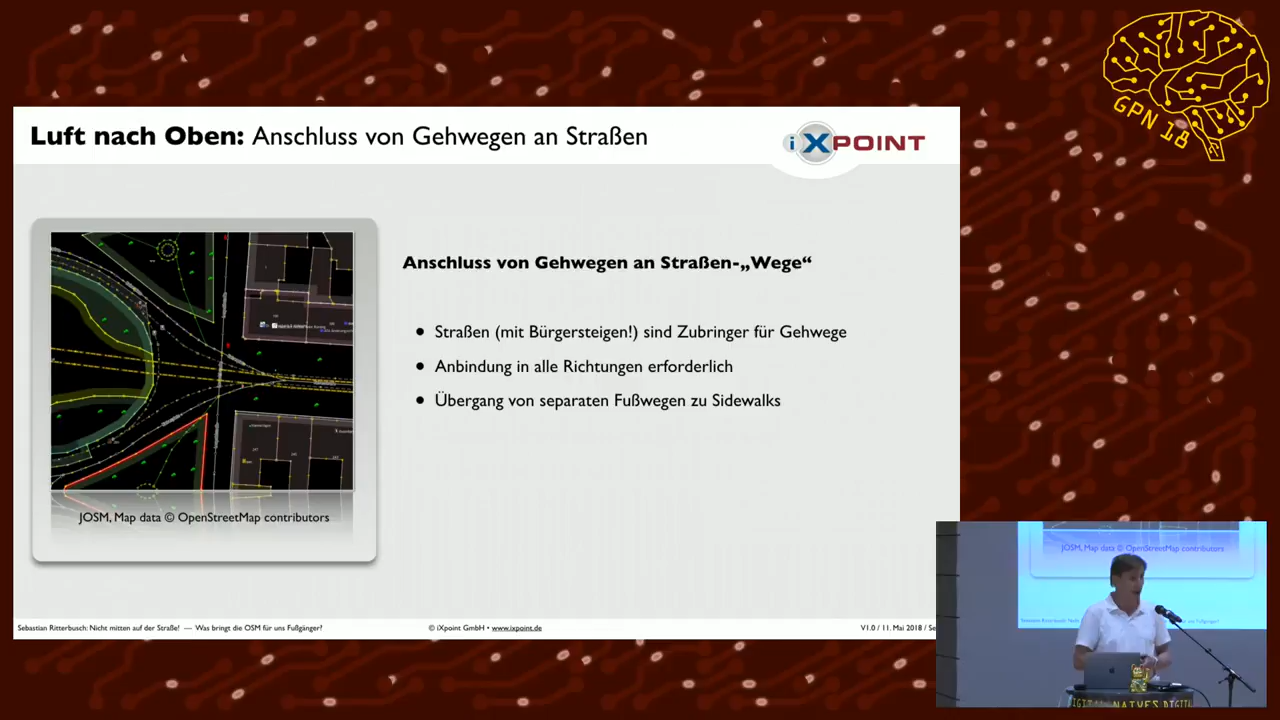 GPN 18
Luft nach Oben: Anschluss von Gehwegen an Straßen
iXPOINT
Anschluss von Gehwegen an Straßen-„Wege“
• Straßen (mit Bürgersteigen!) sind Zubringer für Gehwege
• Anbindung in alle Richtungen erforderlich
• Übergang von separaten Fußwegen zu Sidewalks
JOSM, Map data © OpenStreetMap contributors
JOSM, Map data © OpenStreetMap contributors
Sebastian Ritterbusch: Nicht mitten auf der Straße! — Was bringt die OSM für uns Fußgänger?
© iXpoint GmbH • www.ixpoint.de
V1.0 / 11. Mai 2018 / Se
DIGITAL NATIVES DIGIT